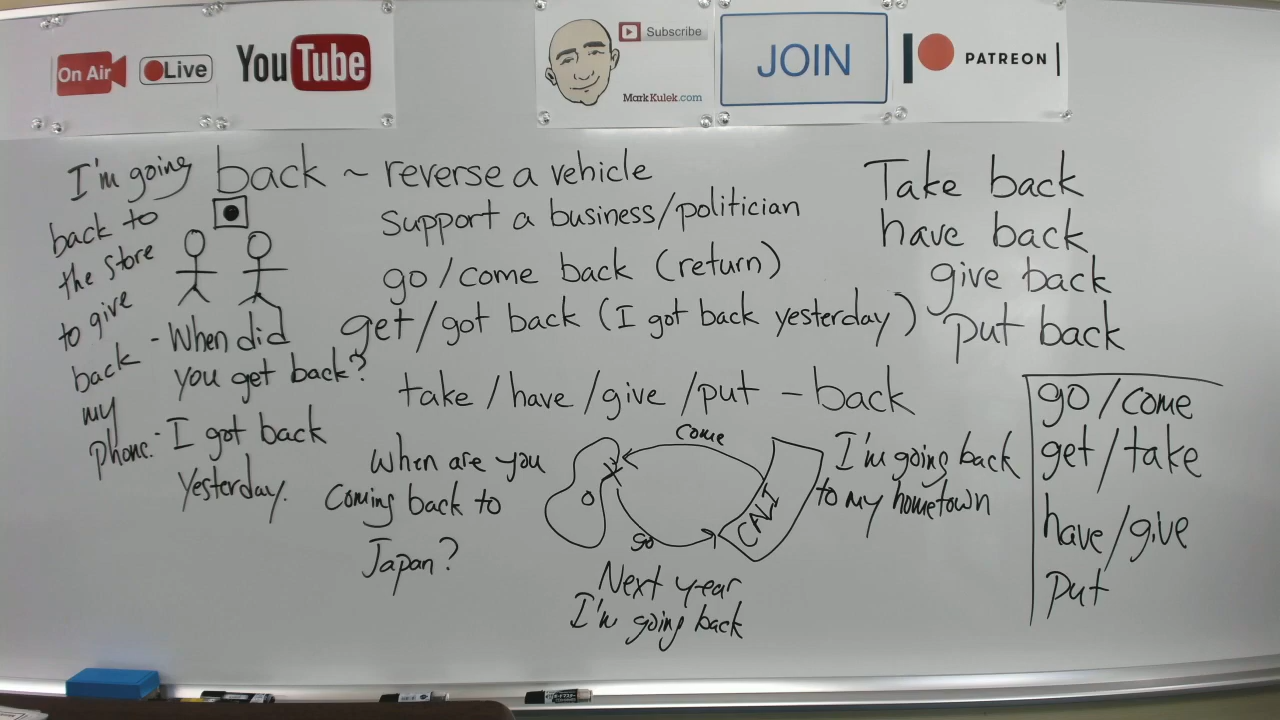 On Air
Live
YouTube
Subscribe
MarkKulek.com
JOIN
PATREON
I'm going
back to
the store
to give
back
my
phone.
back ~ reverse a vehicle
support a business/politician
go/come back (return)
get/got back (I got back yesterday)
take/have/give/put - back
- When did
you get back?
- I got back
yesterday.
When are you
coming back to
Japan?
come
go
CALI
Next year
I'm going back
I'm going back
to my hometown
Take back
have back
give back
put back
go/come
get/take
have/give
put